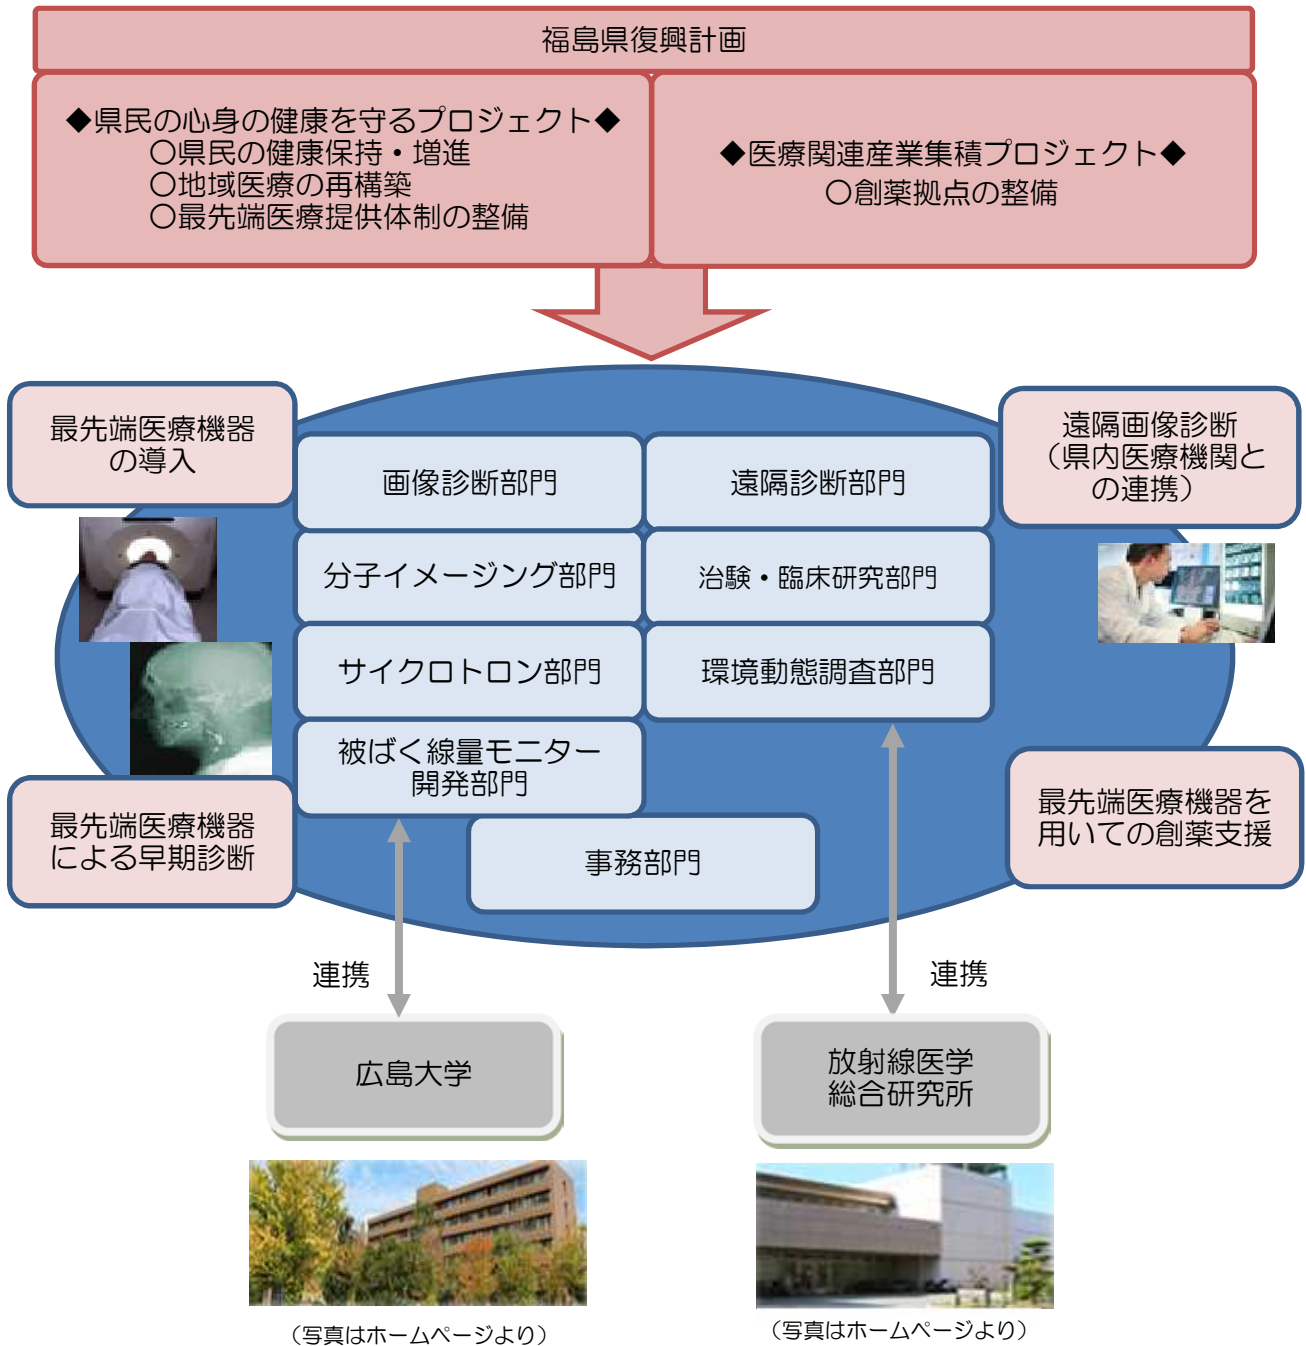 福島県復興計画
◆県民の心身の健康を守るプロジェクト◆
〇県民の健康保持・増進
〇地域医療の再構築
〇最先端医療提供体制の整備
◆医療関連産業集積プロジェクト◆
〇創薬拠点の整備
最先端医療機器
の導入
遠隔画像診断
（県内医療機関と
の連携）
画像診断部門
遠隔診断部門
分子イメージング部門
治験・臨床研究部門
サイクロトロン部門
環境動態調査部門
被ばく線量モニター
開発部門
最先端医療機器
による早期診断
最先端医療機器を
用いての創薬支援
事務部門
連携
連携
広島大学
放射線医学
総合研究所
（写真はホームページより）
（写真はホームページより）